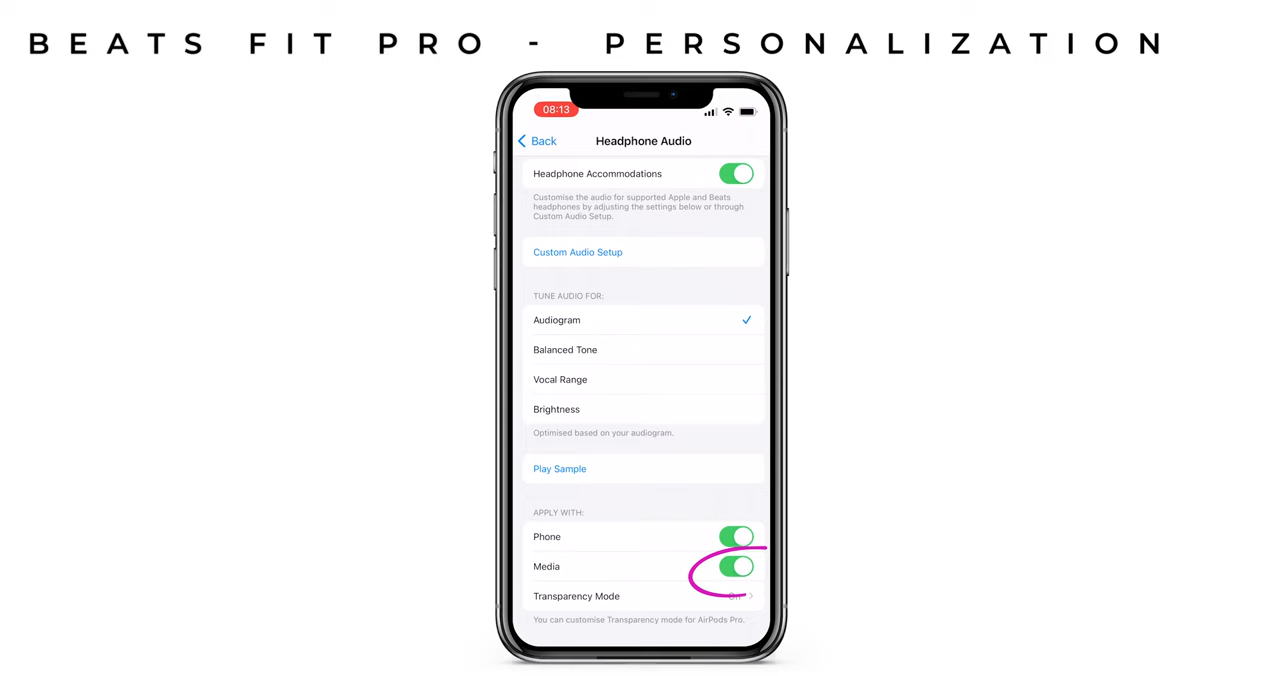 BEATS FIT PRO - PERSONALIZATION
08:13
Back
Headphone Audio
Headphone Accommodations
Customise the audio for supported Apple and Beats
headphones by adjusting the settings below or through
Custom Audio Setup.
Custom Audio Setup
TUNE AUDIO FOR:
Audiogram
Balanced Tone
Vocal Range
Brightness
Optimised based on your audiogram.
Play Sample
APPLY WITH:
Phone
Media
Transparency Mode On
You can customise Transparency mode for AirPods Pro.